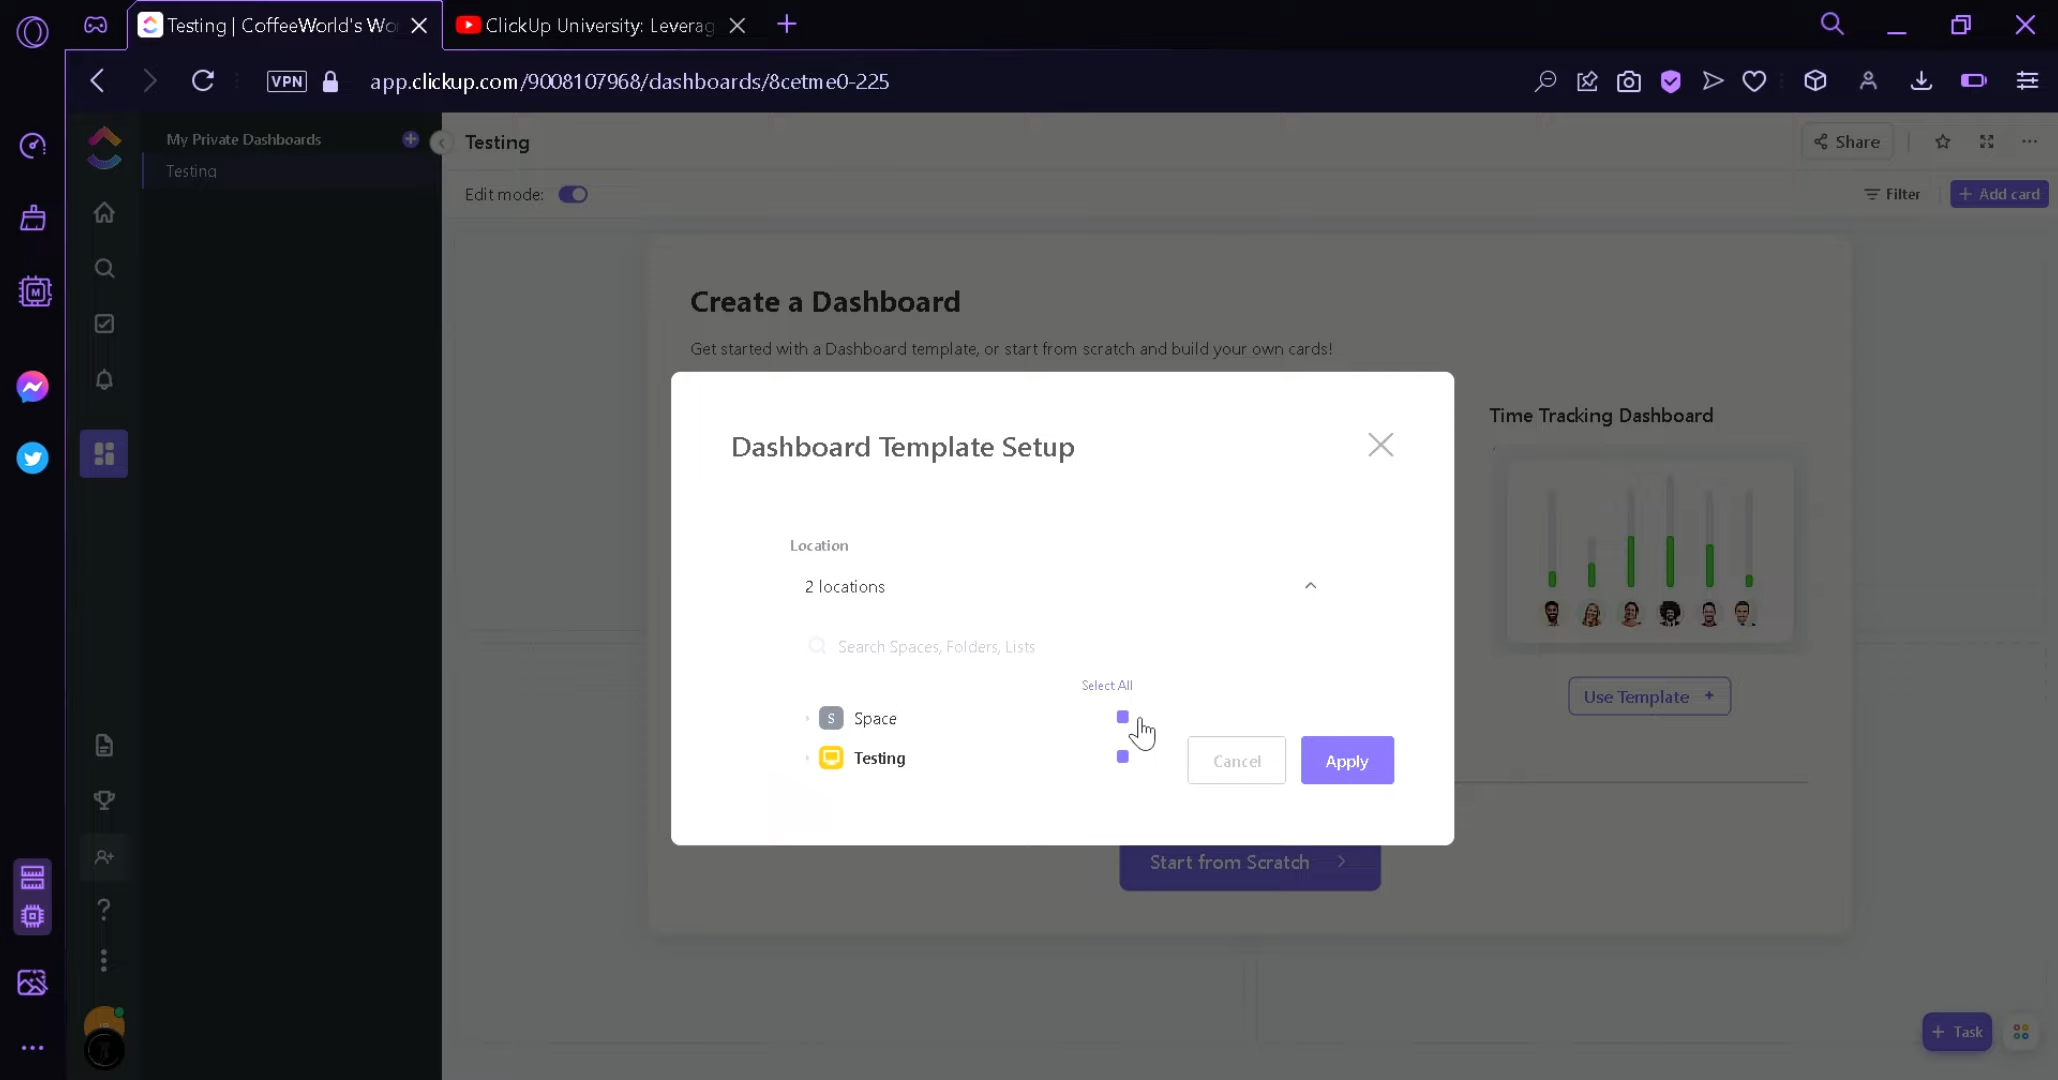 Testing | CoffeeWorld's Wo
ClickUp University: Leverag
VPN
app.clickup.com/9008107968/dashboards/8cetme0-225
My Private Dashboards
Testing
Testing
Share
Edit mode:
Filter
+ Add card
Create a Dashboard
Get started with a Dashboard template, or start from scratch and build your own cards!
Time Tracking Dashboard
Dashboard Template Setup
Location
2 locations
Search Spaces, Folders, Lists
Select All
S Space
Testing
Cancel
Apply
Use Template +
Start from Scratch
+ Task